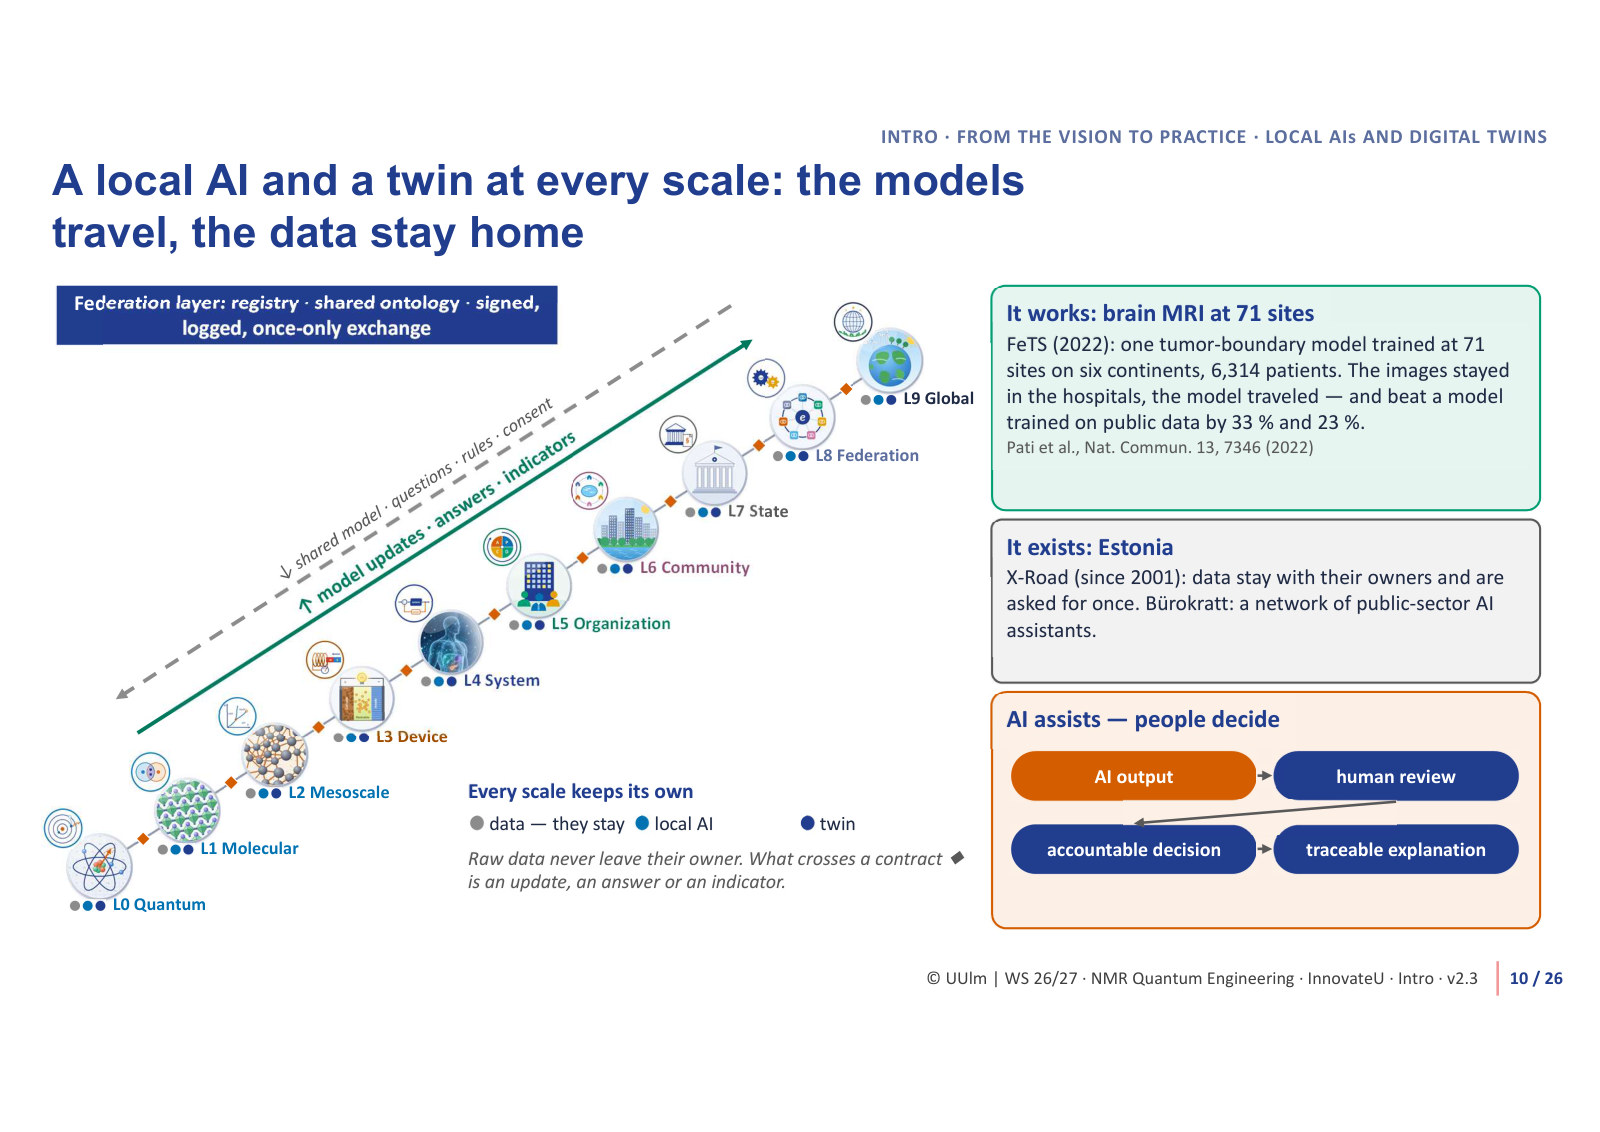 INTRO · FROM THE VISION TO PRACTICE · LOCAL AIs AND DIGITAL TWINS
A local AI and a twin at every scale: the models
travel, the data stay home
Federation layer: registry · shared ontology · signed,
logged, once-only exchange
↓ shared model · questions · rules · consent
↑ model updates · answers · indicators
L9 Global
L8 Federation
L7 State
L6 Community
L5 Organization
L4 System
L3 Device
L2 Mesoscale
L1 Molecular
L0 Quantum
Every scale keeps its own
data — they stay local AI twin
Raw data never leave their owner. What crosses a contract ◆
is an update, an answer or an indicator.
It works: brain MRI at 71 sites
FeTS (2022): one tumor-boundary model trained at 71
sites on six continents, 6,314 patients. The images stayed
in the hospitals, the model traveled — and beat a model
trained on public data by 33 % and 23 %.
Pati et al., Nat. Commun. 13, 7346 (2022)
It exists: Estonia
X-Road (since 2001): data stay with their owners and are
asked for once. Bürokratt: a network of public-sector AI
assistants.
AI assists — people decide
AI output
human review
accountable decision
traceable explanation
© UUlm | WS 26/27 · NMR Quantum Engineering · InnovateU · Intro · v2.3
10 / 26